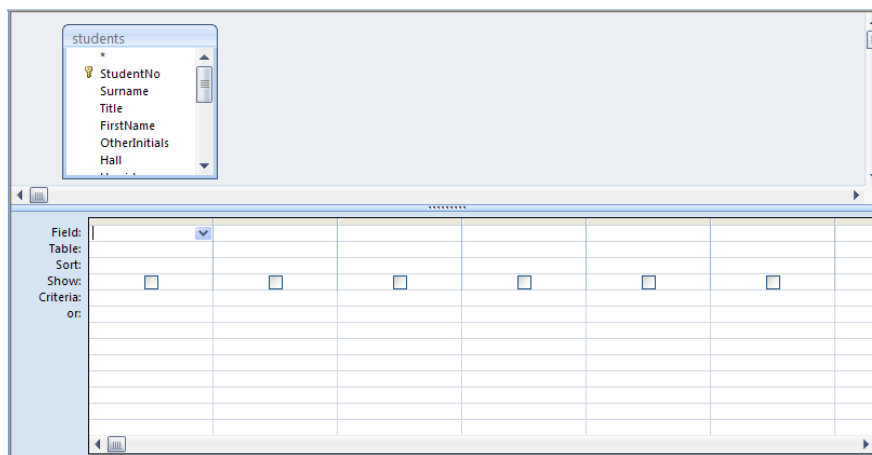 students
*
StudentNo
Surname
Title
FirstName
OtherInitials
Hall
Field:
Table:
Sort:
Show:
Criteria:
or: